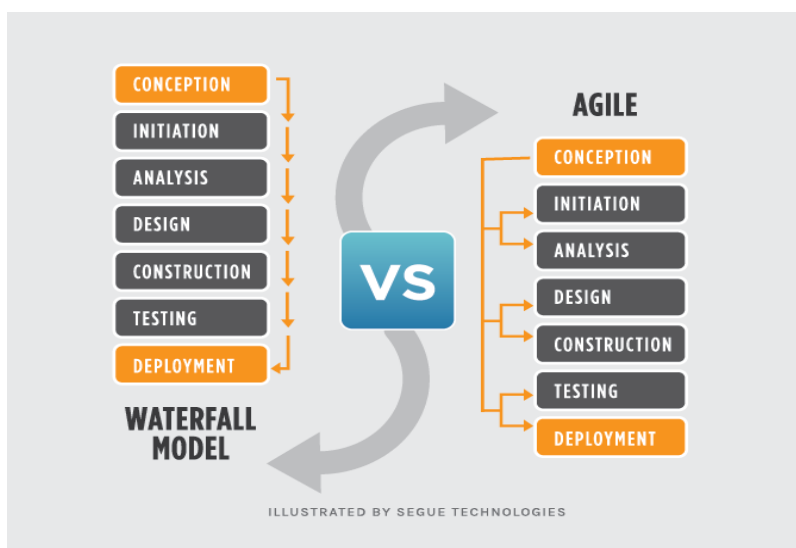 CONCEPTION
INITIATION
ANALYSIS
DESIGN
CONSTRUCTION
TESTING
DEPLOYMENT
WATERFALL
MODEL
VS
AGILE
CONCEPTION
INITIATION
ANALYSIS
DESIGN
CONSTRUCTION
TESTING
DEPLOYMENT
ILLUSTRATED BY SEGUE TECHNOLOGIES